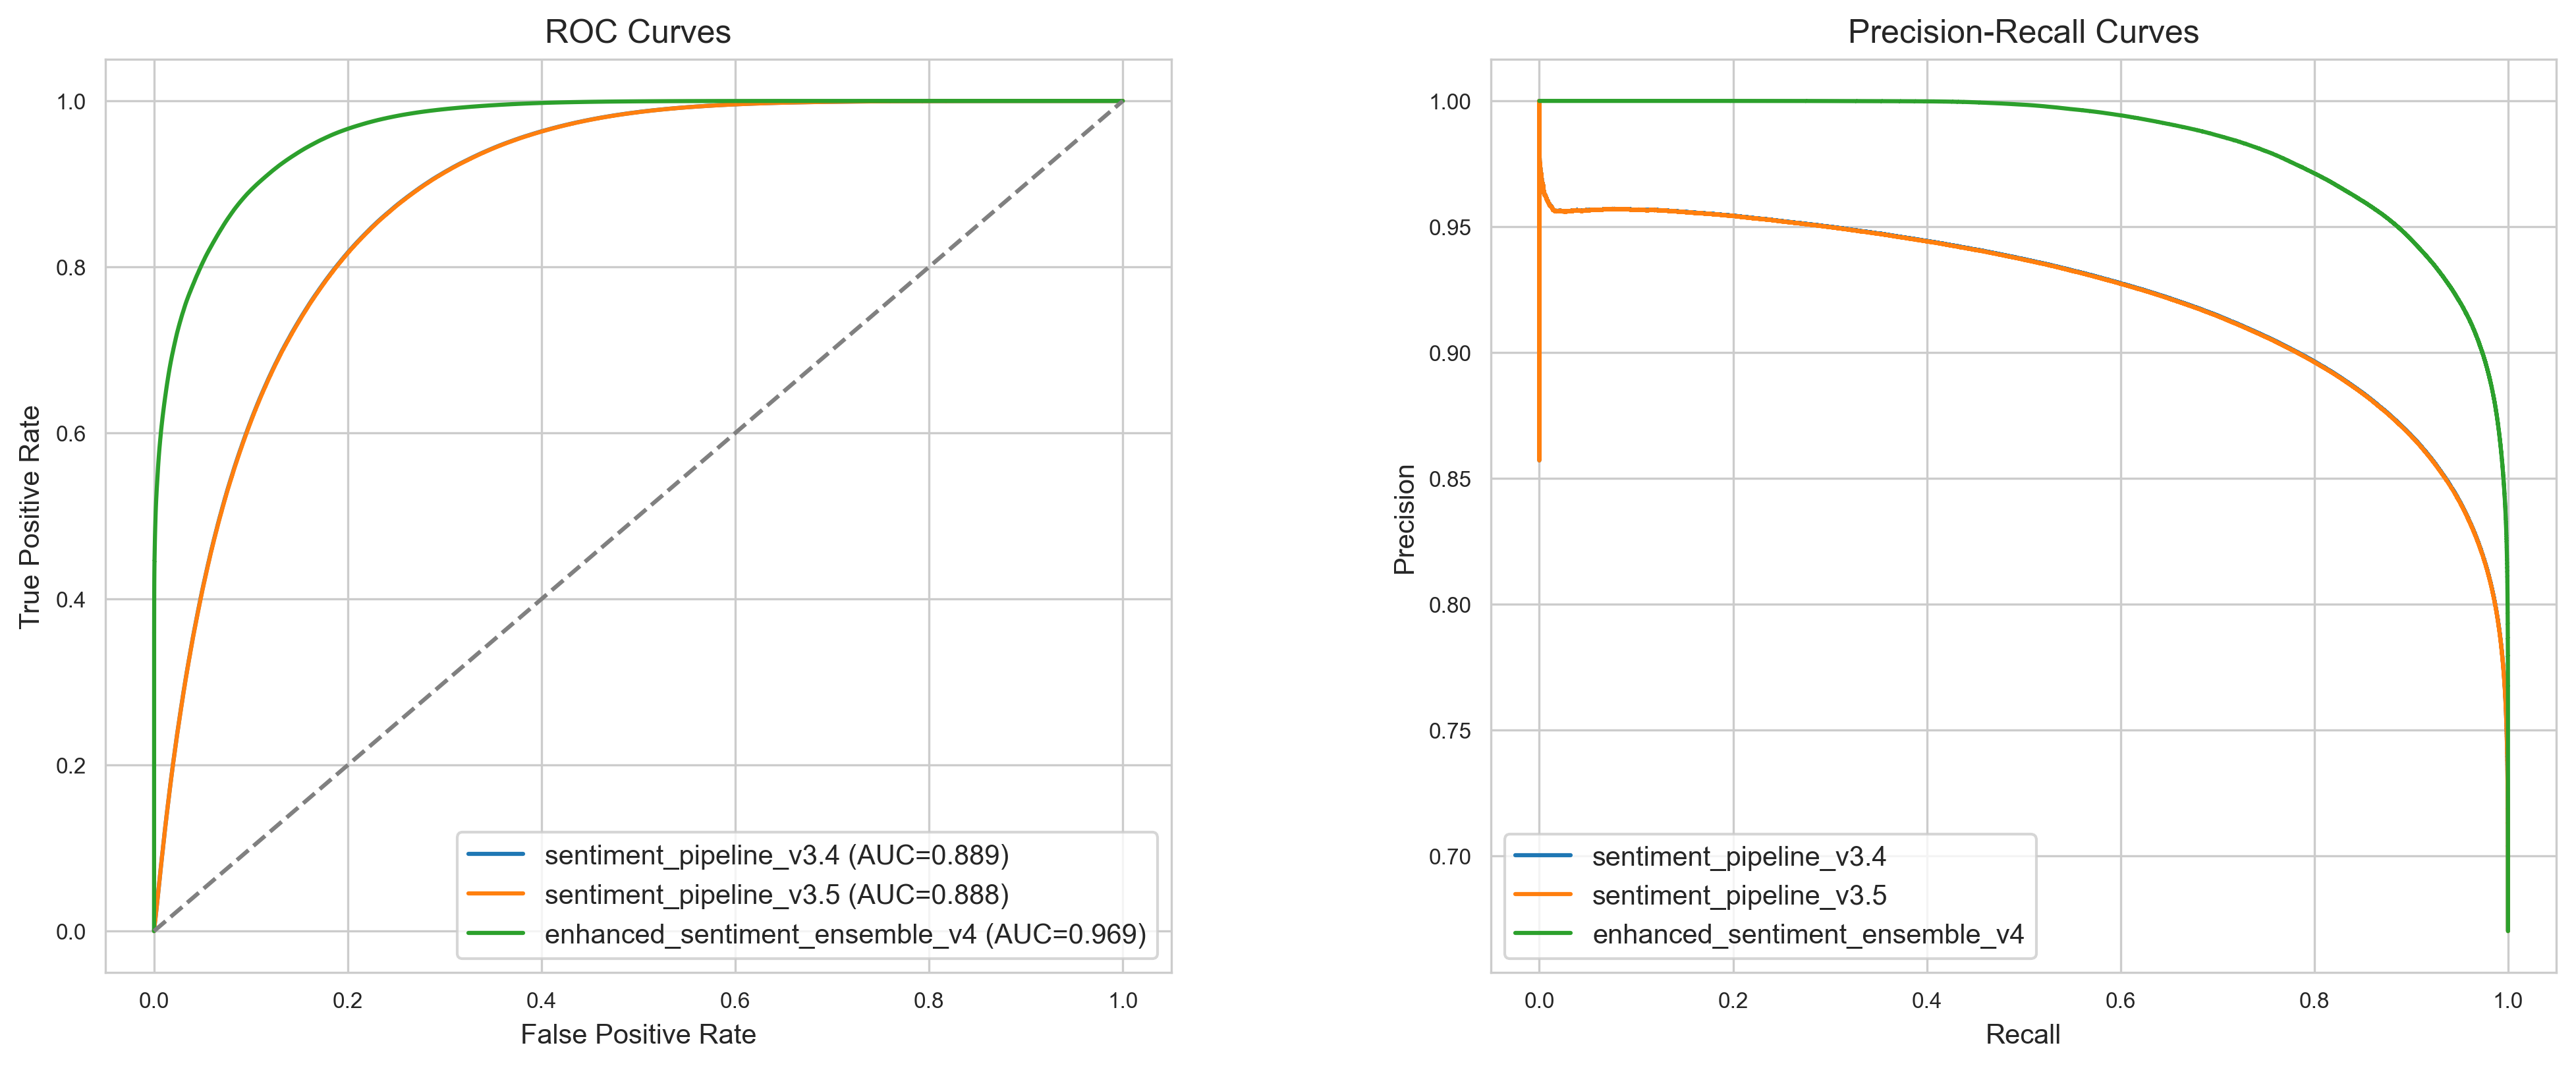 ROC Curves
True Positive Rate
1.0
0.8
0.6
0.4
0.2
0.0
sentiment_pipeline_v3.4 (AUC=0.889)
sentiment_pipeline_v3.5 (AUC=0.888)
enhanced_sentiment_ensemble_v4 (AUC=0.969)
0.0 0.2 0.4 0.6 0.8 1.0
False Positive Rate
Precision-Recall Curves
Precision
1.00
0.95
0.90
0.85
0.80
0.75
0.70
sentiment_pipeline_v3.4
sentiment_pipeline_v3.5
enhanced_sentiment_ensemble_v4
0.0 0.2 0.4 0.6 0.8 1.0
Recall